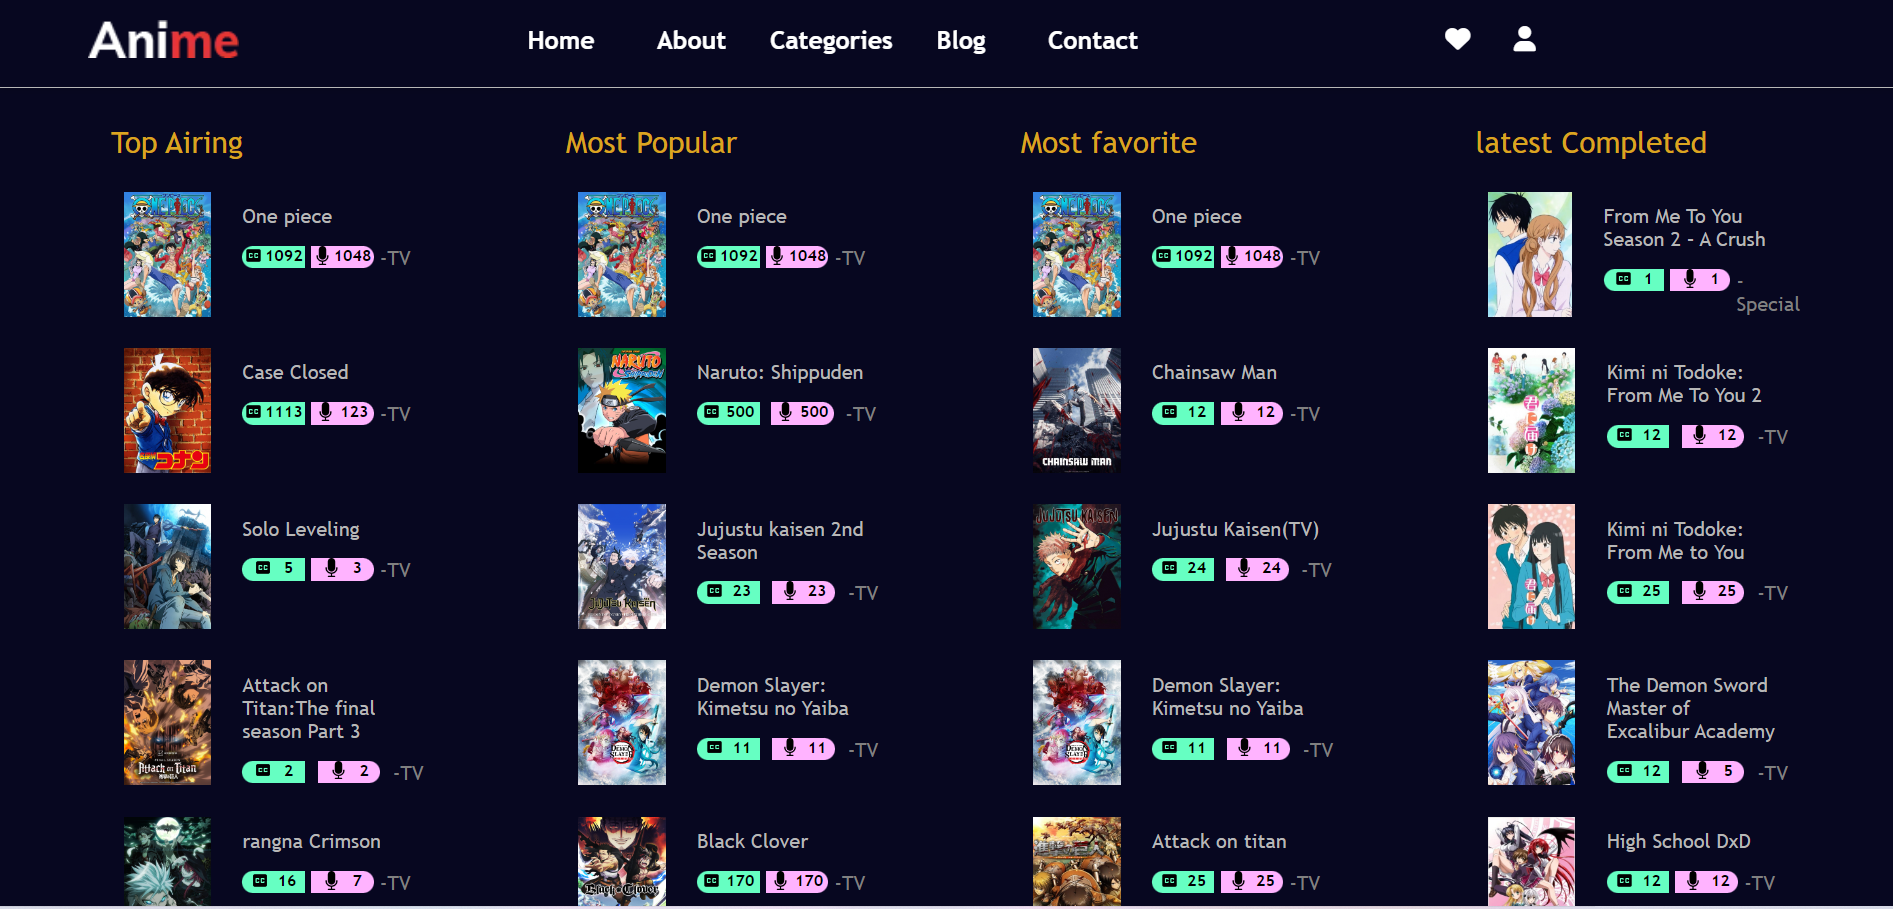 Anime
Home About Categories Blog Contact
Top Airing
One piece
1092 1048 -TV
Case Closed
1113 123 -TV
Solo Leveling
5 3 -TV
Attack on
Titan:The final
season Part 3
2 2 -TV
rangna Crimson
16 7 -TV
Most Popular
One piece
1092 1048 -TV
Naruto: Shippuden
500 500 -TV
Jujustu kaisen 2nd
Season
23 23 -TV
Demon Slayer:
Kimetsu no Yaiba
11 11 -TV
Black Clover
170 170 -TV
Most favorite
One piece
1092 1048 -TV
Chainsaw Man
12 12 -TV
CHAINSAW MAN
Jujustu Kaisen(TV)
24 24 -TV
JUJUTSU KAISEN
Demon Slayer:
Kimetsu no Yaiba
11 11 -TV
Attack on titan
25 25 -TV
latest Completed
From Me To You
Season 2 - A Crush
1 1 -
Special
Kimi ni Todoke:
From Me To You 2
12 12 -TV
Kimi ni Todoke:
From Me to You
25 25 -TV
The Demon Sword
Master of
Excalibur Academy
12 5 -TV
High School DxD
12 12 -TV